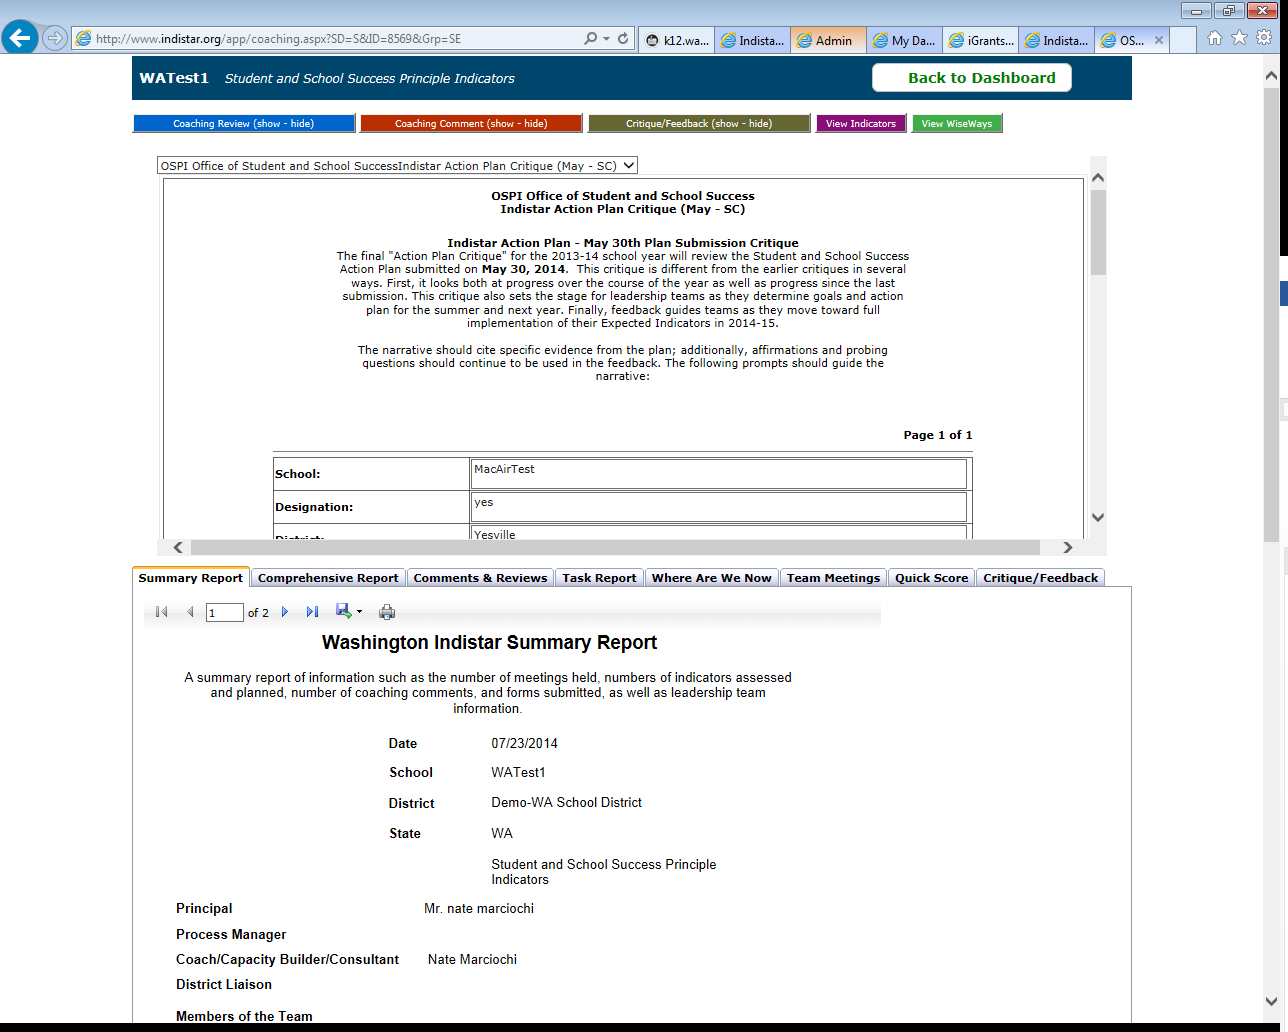 http://www.indistar.org/app/coaching.aspx?SD=S&ID=8569&Grp=SE
k12.wa...
Indista...
Admin
My Da...
iGrants...
Indista...
OS...
WATest1 Student and School Success Principle Indicators
Back to Dashboard
Coaching Review (show - hide)
Coaching Comment (show - hide)
Critique/Feedback (show - hide)
View Indicators
View WiseWays
OSPI Office of Student and School SuccessIndistar Action Plan Critique (May - SC)
OSPI Office of Student and School Success
Indistar Action Plan Critique (May - SC)
Indistar Action Plan - May 30th Plan Submission Critique
The final "Action Plan Critique" for the 2013-14 school year will review the Student and School Success
Action Plan submitted on May 30, 2014. This critique is different from the earlier critiques in several
ways. First, it looks both at progress over the course of the year as well as progress since the last
submission. This critique also sets the stage for leadership teams as they determine goals and action
plan for the summer and next year. Finally, feedback guides teams as they move toward full
implementation of their Expected Indicators in 2014-15.
The narrative should cite specific evidence from the plan; additionally, affirmations and probing
questions should continue to be used in the feedback. The following prompts should guide the
narrative:
Page 1 of 1
School: MacAirTest
Designation: yes
District: Yesville
Summary Report
Comprehensive Report
Comments & Reviews
Task Report
Where Are We Now
Team Meetings
Quick Score
Critique/Feedback
1 of 2
Washington Indistar Summary Report
A summary report of information such as the number of meetings held, numbers of indicators assessed
and planned, number of coaching comments, and forms submitted, as well as leadership team
information.
Date 07/23/2014
School WATest1
District Demo-WA School District
State WA
Student and School Success Principle
Indicators
Principal Mr. nate marciochi
Process Manager
Coach/Capacity Builder/Consultant Nate Marciochi
District Liaison
Members of the Team